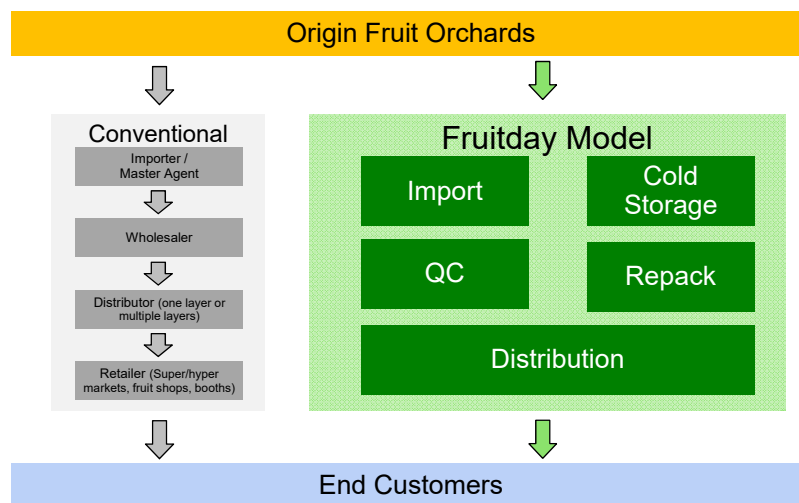 Origin Fruit Orchards
Conventional
Importer /
Master Agent
Wholesaler
Distributor (one layer or
multiple layers)
Retailer (Super/hyper
markets, fruit shops, booths)
Fruitday Model
Import
Cold
Storage
QC
Repack
Distribution
End Customers